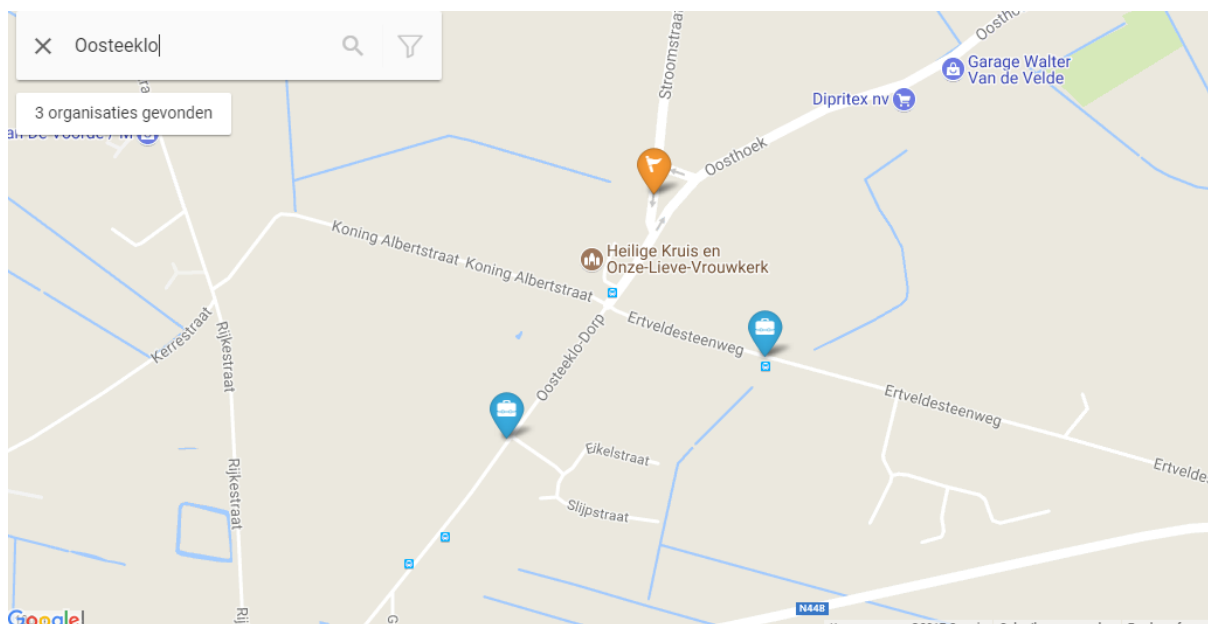 Oosteeklo
3 organisaties gevonden
Stroomstraat
Garage Walter
Van de Velde
Dipritex nv
Oosthoek
Heilige Kruis en
Onze-Lieve-Vrouwkerk
Koning Albertstraat
Koning Albertstraat
Ertveldesteenweg
Oosteeklo-Dorp
Kerrestraat
Rijkestraat
Ertveldesteenweg
Eikelstraat
Rijkestraat
Slijpstraat
N448